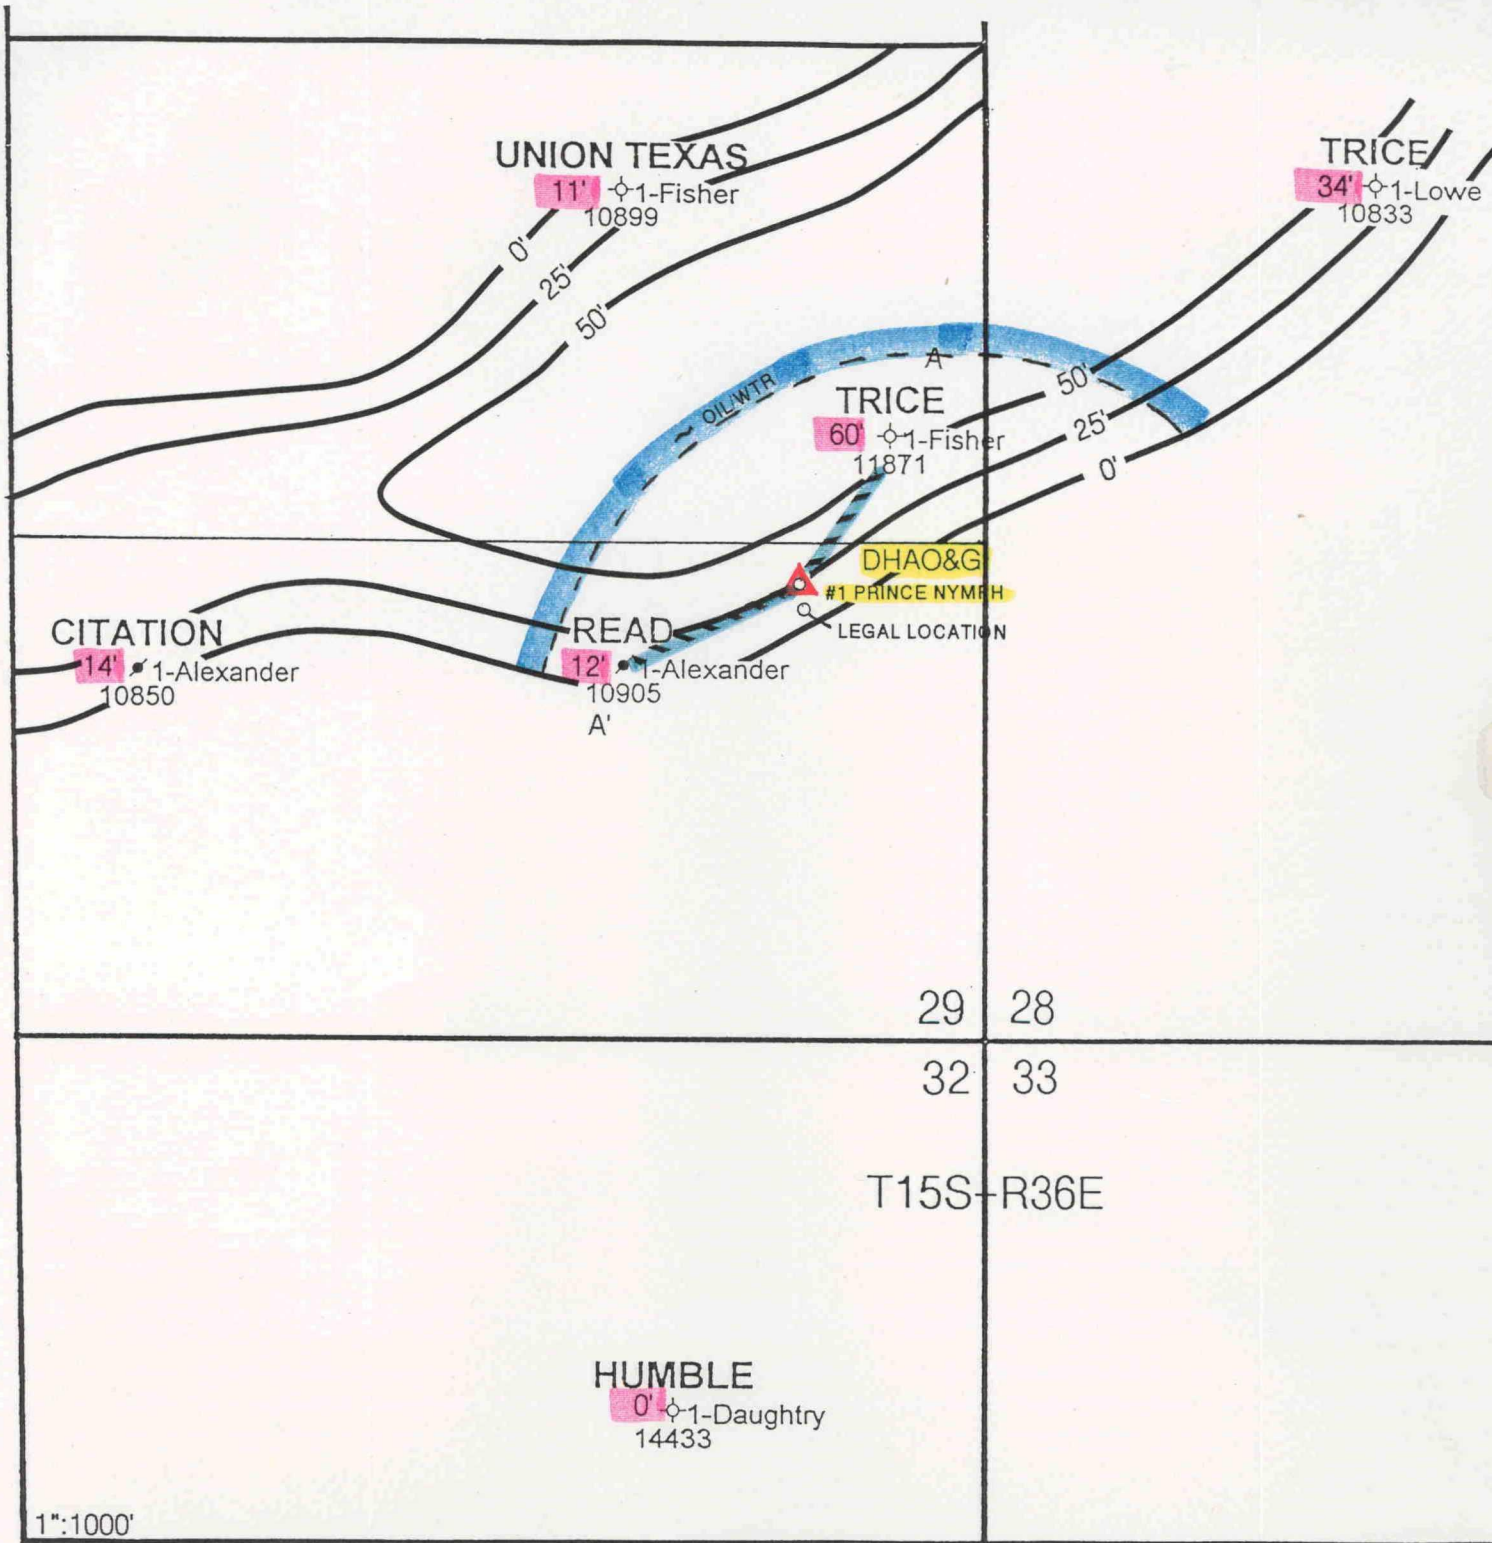 UNION TEXAS
11' 1-Fisher
10899
TRICE
34' 1-Lowe
10833
0'
25'
50'
OIL/WTR
A
TRICE
60' 1-Fisher
11871
50'
25'
0'
DHAO&G
#1 PRINCE NYMPH
LEGAL LOCATION
CITATION
14' 1-Alexander
10850
READ
12' 1-Alexander
10905
A'
29 28
32 33
T15S R36E
HUMBLE
0' 1-Daughtry
14433
1":1000'